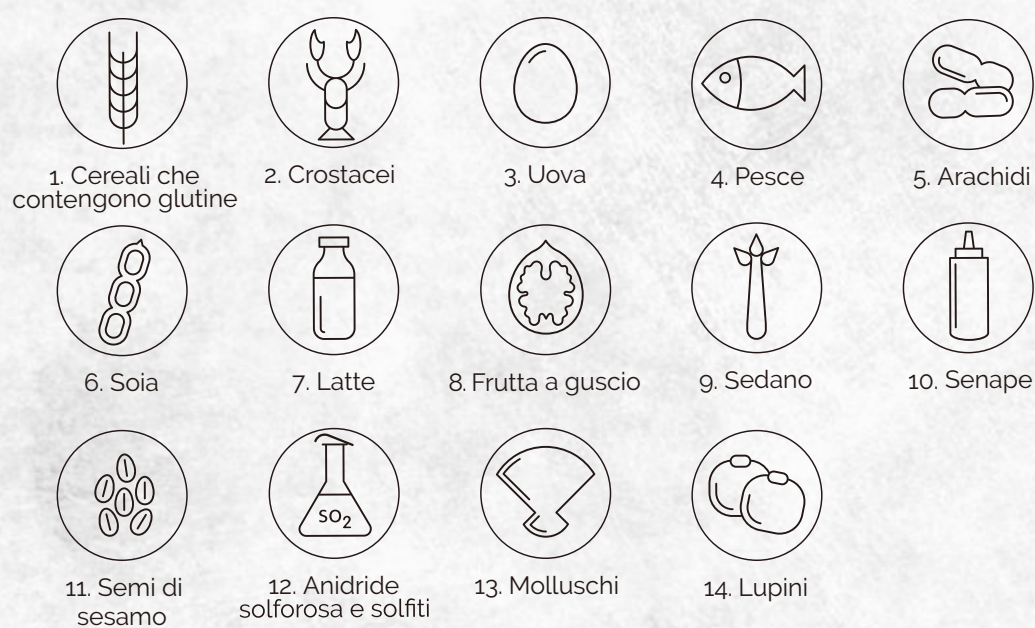 1. Cereali che
contengono glutine
2. Crostacei
3. Uova
4. Pesce
5. Arachidi
6. Soia
7. Latte
8. Frutta a guscio
9. Sedano
10. Senape
11. Semi di
sesamo
SO2
12. Anidride
solforosa e solfiti
13. Molluschi
14. Lupini